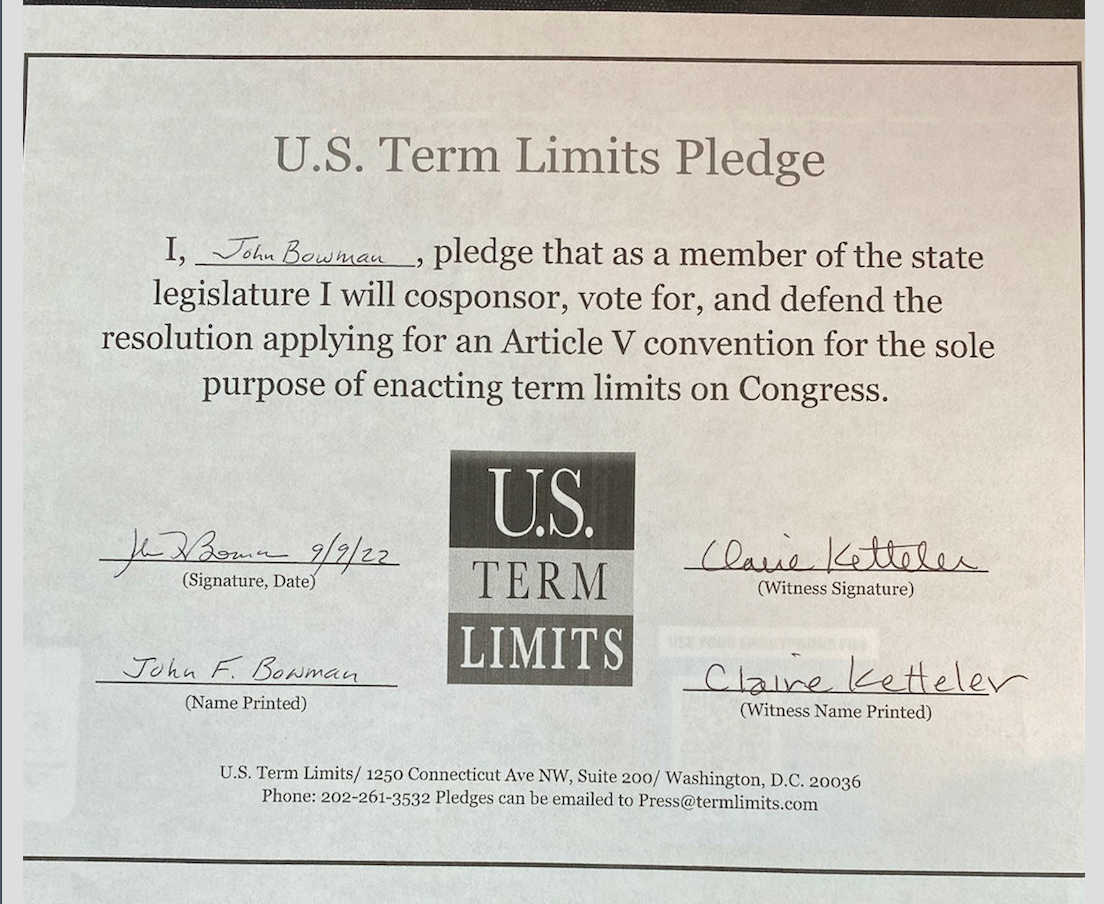 U.S. Term Limits Pledge
I, John Bowman, pledge that as a member of the state
legislature I will cosponsor, vote for, and defend the
resolution applying for an Article V convention for the sole
purpose of enacting term limits on Congress.
John F Bowman 9/9/22
(Signature, Date)
John F. Bowman
(Name Printed)
U.S.
TERM
LIMITS
Claire Ketteler
(Witness Signature)
Claire Ketteler
(Witness Name Printed)
U.S. Term Limits/ 1250 Connecticut Ave NW, Suite 200/ Washington, D.C. 20036
Phone: 202-261-3532 Pledges can be emailed to Press@termlimits.com